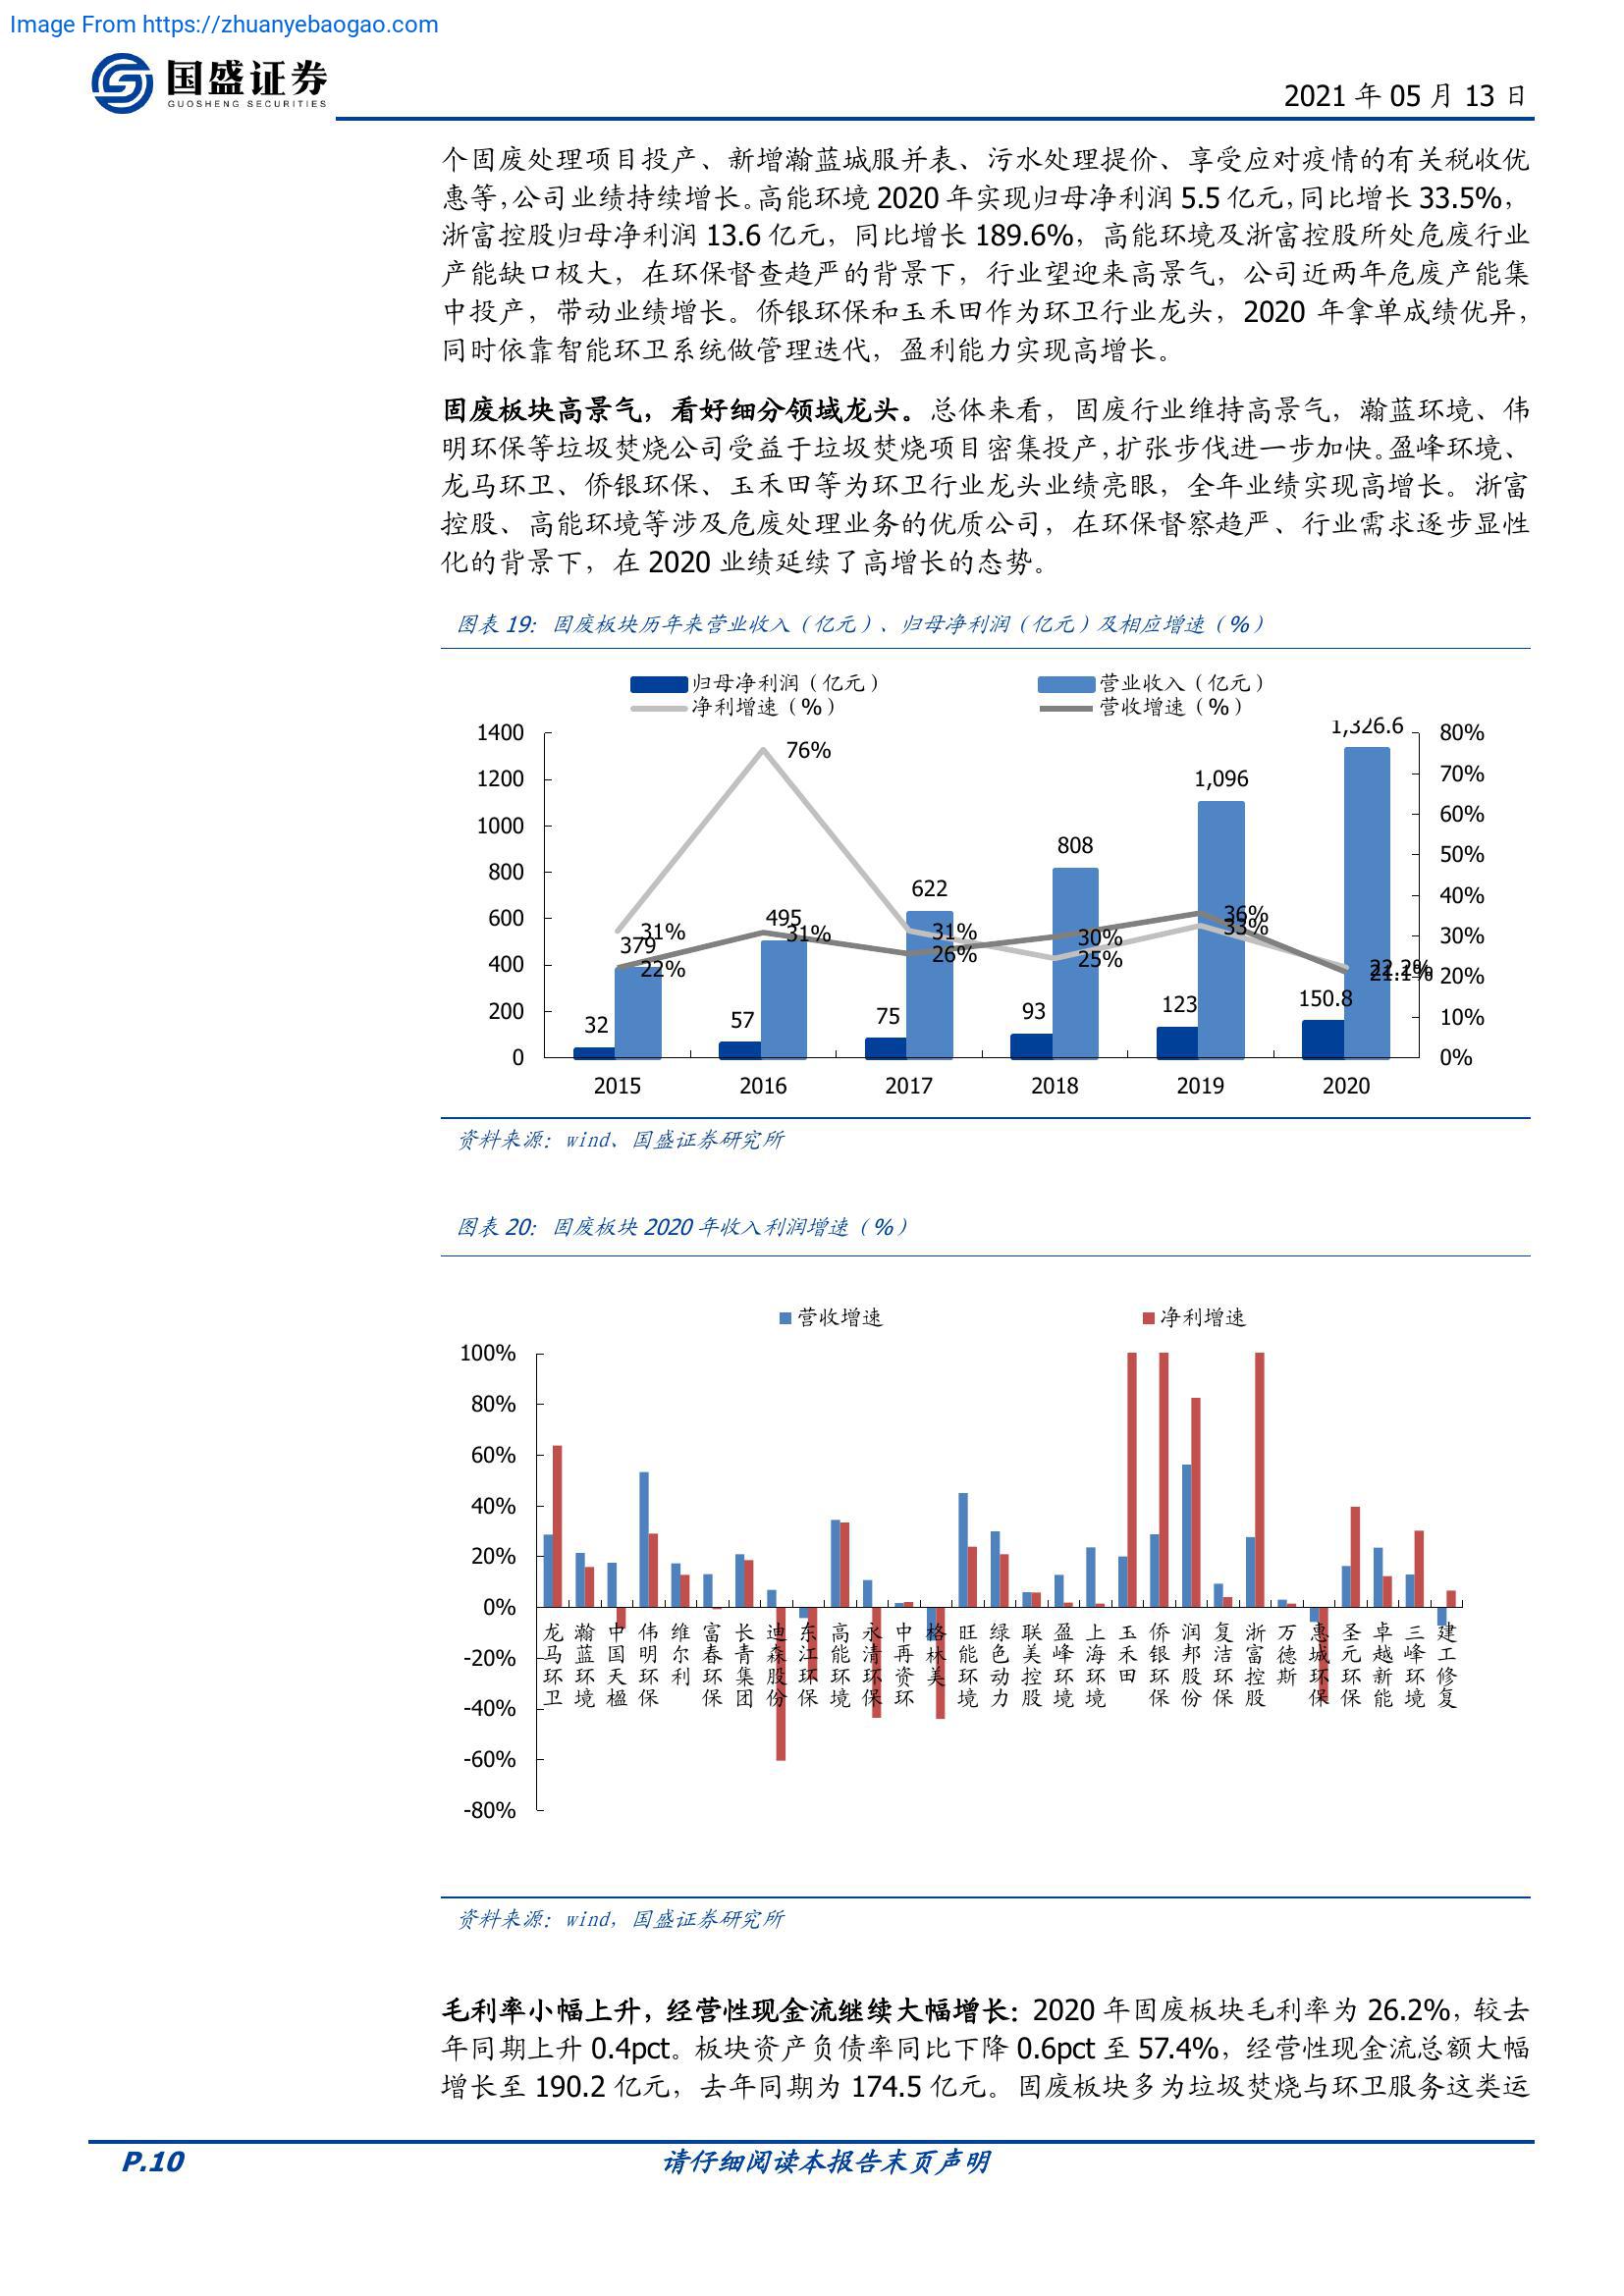 Image From https://zhuanyebaogao.com
国盛证券
GUOSHENG SECURITIES
2021 年 05 月 13 日
个固废处理项目投产、新增瀚蓝城服并表、污水处理提价、享受应对疫情的有关税收优
惠等，公司业绩持续增长。高能环境 2020 年实现归母净利润 5.5 亿元，同比增长 33.5%，
浙富控股归母净利润 13.6 亿元，同比增长 189.6%，高能环境及浙富控股所处危废行业
产能缺口极大，在环保督查趋严的背景下，行业望迎来高景气，公司近两年危废产能集
中投产，带动业绩增长。侨银环保和玉禾田作为环卫行业龙头，2020 年拿单成绩优异，
同时依靠智能环卫系统做管理迭代，盈利能力实现高增长。
固废板块高景气，看好细分领域龙头。总体来看，固废行业维持高景气，瀚蓝环境、伟
明环保等垃圾焚烧公司受益于垃圾焚烧项目密集投产，扩张步伐进一步加快。盈峰环境、
龙马环卫、侨银环保、玉禾田等为环卫行业龙头业绩亮眼，全年业绩实现高增长。浙富
控股、高能环境等涉及危废处理业务的优质公司，在环保督察趋严、行业需求逐步显性
化的背景下，在 2020 业绩延续了高增长的态势。
图表 19： 固废板块历年来营业收入（亿元）、归母净利润（亿元）及相应增速（%）
归母净利润（亿元） 营业收入（亿元）
净利增速（%） 营收增速（%）
1400 1200 1000 800 600 400 200 0
80% 70% 60% 50% 40% 30% 20% 10% 0%
32 57 75 93 123 150.8
379 495 622 808 1,096 1,326.6
31% 76% 31% 25% 33% 22.2%
22% 31% 26% 30% 36% 21.1%
2015 2016 2017 2018 2019 2020
资料来源：wind、国盛证券研究所
图表 20： 固废板块 2020 年收入利润增速（%）
营收增速 净利增速
100%
80%
60%
40%
20%
0%
-20%
-40%
-60%
-80%
龙马环卫
瀚蓝环境
中国天楹
伟明环保
维尔利
富春环保
长青集团
迪森股份
东江环保
高能环境
永清环保
中再资环
格林美
旺能环境
绿色动力
联美控股
盈峰环境
上海环境
玉禾田
侨银环保
润邦股份
复洁环保
浙富控股
万德斯
惠城环保
圣元环保
卓越新能
三峰环境
建工修复
资料来源：wind，国盛证券研究所
毛利率小幅上升，经营性现金流继续大幅增长：2020 年固废板块毛利率为 26.2%，较去
年同期上升 0.4pct。板块资产负债率同比下降 0.6pct 至 57.4%，经营性现金流总额大幅
增长至 190.2 亿元，去年同期为 174.5 亿元。固废板块多为垃圾焚烧与环卫服务这类运
P.10
请仔细阅读本报告末页声明